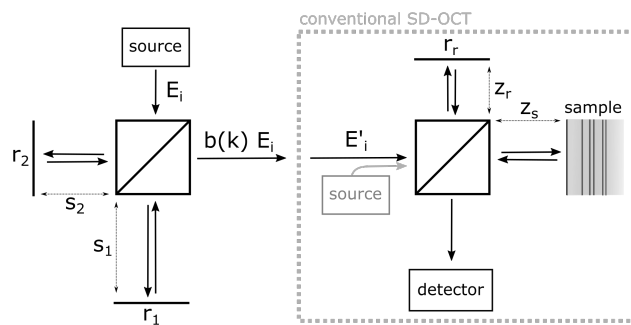 conventional SD-OCT
source
E_i
r_r
z_r
z_s
sample
r_2
b(k) E_i
E'_i
source
s_2
s_1
r_1
detector